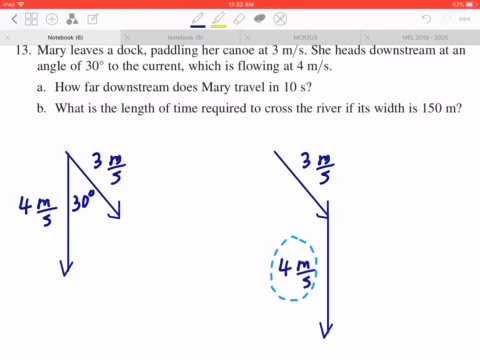 iPad
11:32 AM
62%
Notebook (6)
Notebook (6)
MCR3US
MEL 2019 - 2020
13. Mary leaves a dock, paddling her canoe at 3 m/s. She heads downstream at an
angle of 30° to the current, which is flowing at 4 m/s.
a. How far downstream does Mary travel in 10 s?
b. What is the length of time required to cross the river if its width is 150 m?
3 m/s
3 m/s
4 m/s
30°
4 m/s